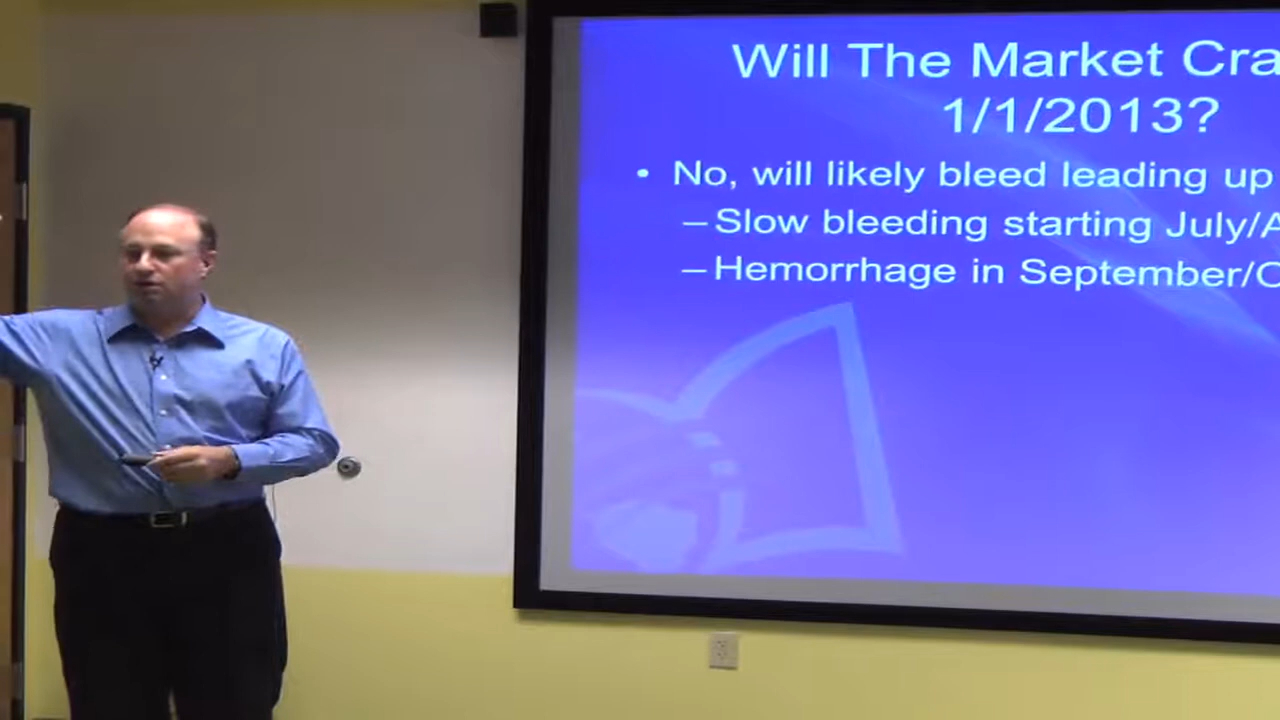 Will The Market Cra
1/1/2013?
• No, will likely bleed leading up
–Slow bleeding starting July/A
–Hemorrhage in September/O